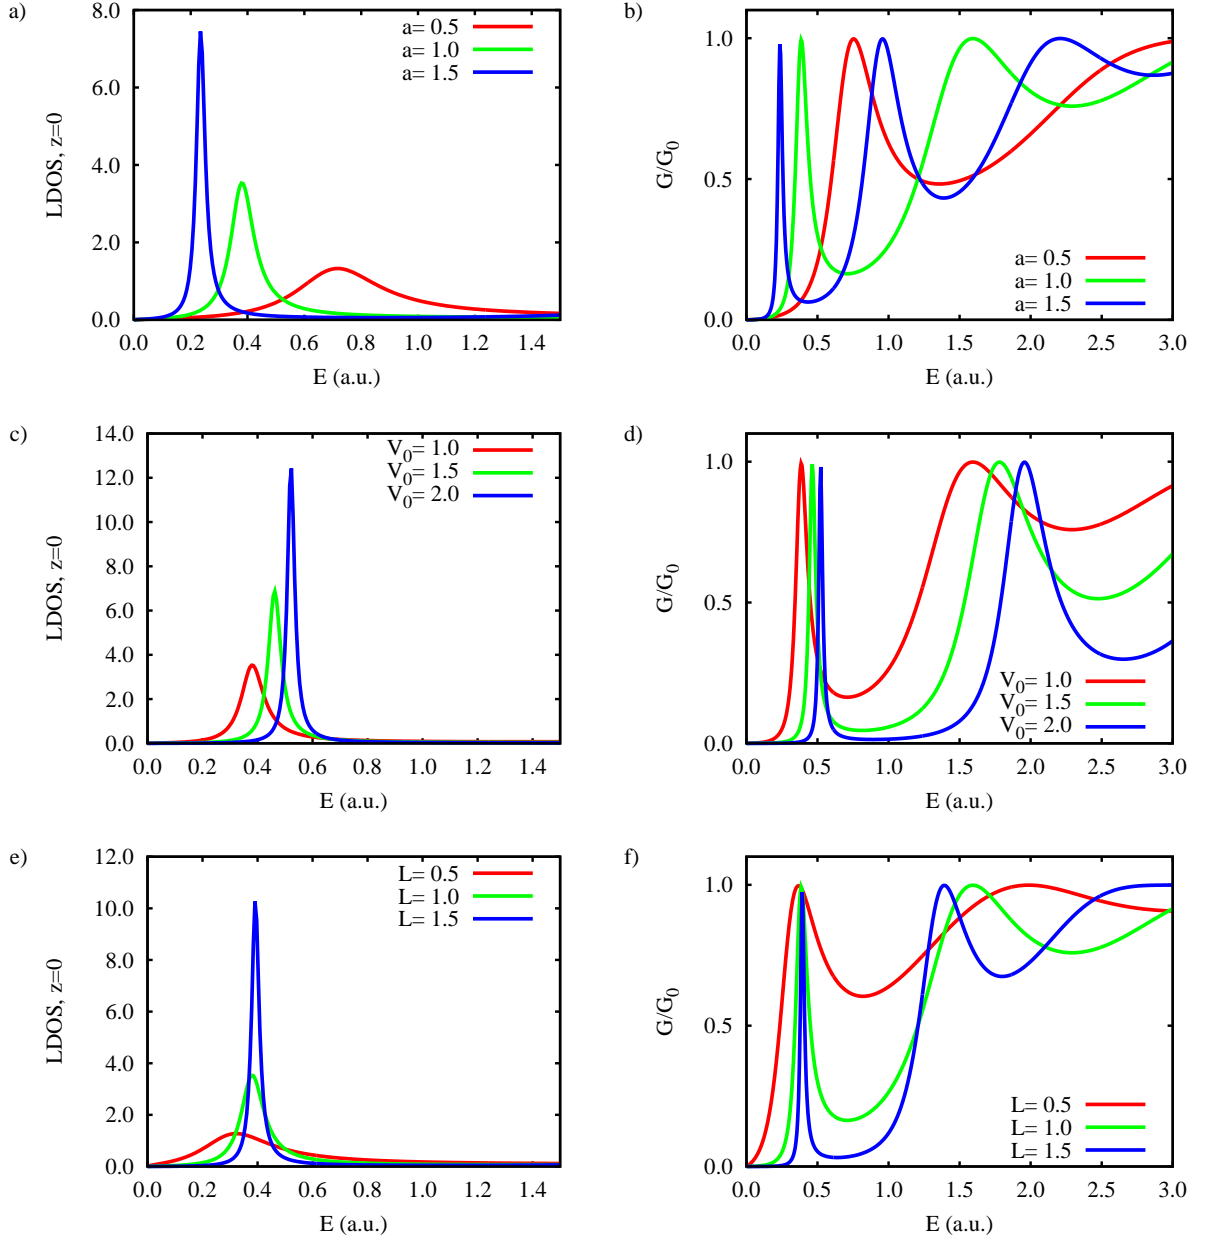 a)
8.0
6.0
4.0
2.0
0.0
LDOS, z=0
a= 0.5
a= 1.0
a= 1.5
0.0 0.2 0.4 0.6 0.8 1.0 1.2 1.4
E (a.u.)
b)
1.0
0.5
0.0
G/G0
a= 0.5
a= 1.0
a= 1.5
0.0 0.5 1.0 1.5 2.0 2.5 3.0
E (a.u.)
c)
14.0
12.0
10.0
8.0
6.0
4.0
2.0
0.0
LDOS, z=0
V0= 1.0
V0= 1.5
V0= 2.0
0.0 0.2 0.4 0.6 0.8 1.0 1.2 1.4
E (a.u.)
d)
1.0
0.5
0.0
G/G0
V0= 1.0
V0= 1.5
V0= 2.0
0.0 0.5 1.0 1.5 2.0 2.5 3.0
E (a.u.)
e)
12.0
10.0
8.0
6.0
4.0
2.0
0.0
LDOS, z=0
L= 0.5
L= 1.0
L= 1.5
0.0 0.2 0.4 0.6 0.8 1.0 1.2 1.4
E (a.u.)
f)
1.0
0.5
0.0
G/G0
L= 0.5
L= 1.0
L= 1.5
0.0 0.5 1.0 1.5 2.0 2.5 3.0
E (a.u.)